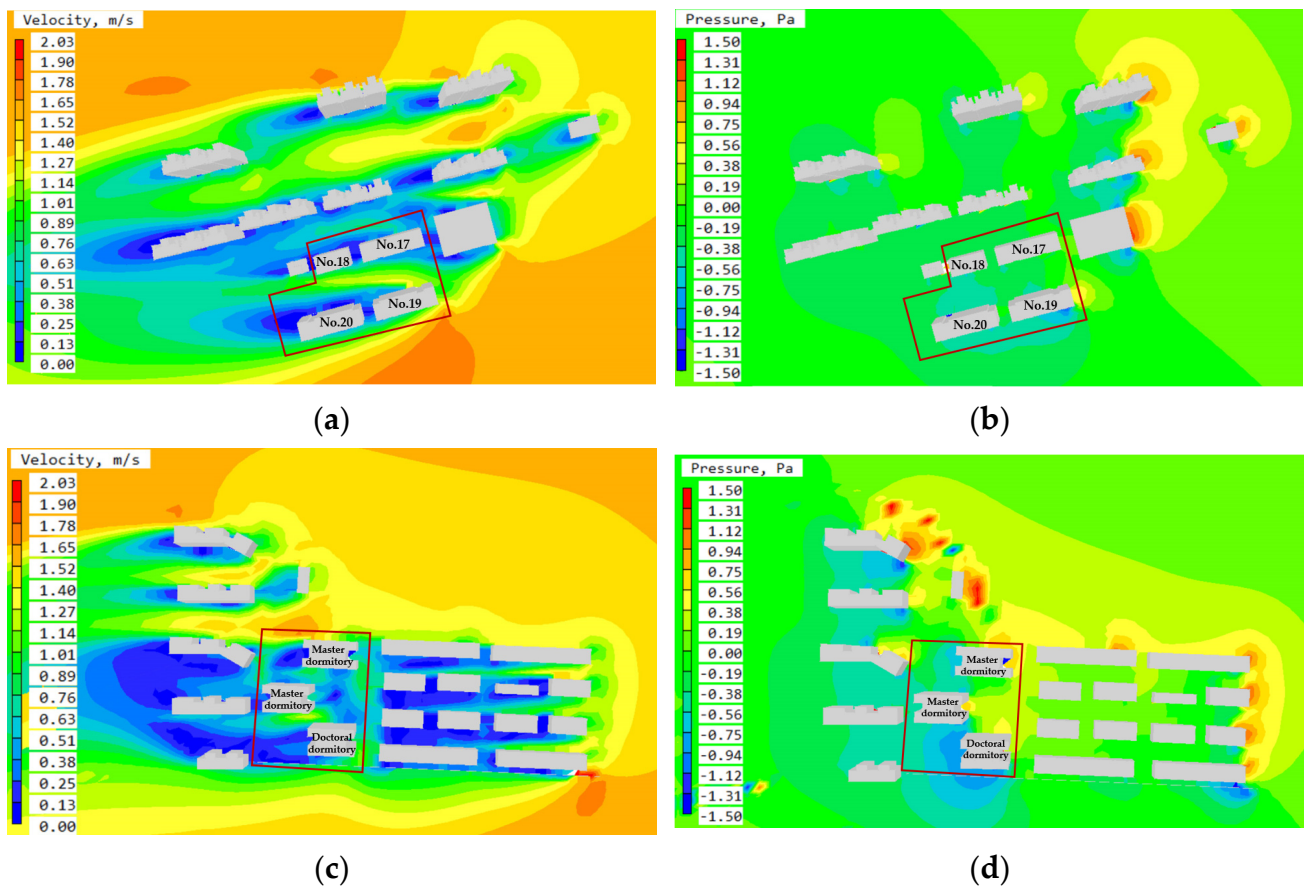 Velocity, m/s
2.03
1.90
1.78
1.65
1.52
1.40
1.27
1.14
1.01
0.89
0.76
0.63
0.51
0.38
0.25
0.13
0.00
No.17
No.18
No.19
No.20
(a)
Pressure, Pa
1.50
1.31
1.12
0.94
0.75
0.56
0.38
0.19
0.00
-0.19
-0.38
-0.56
-0.75
-0.94
-1.12
-1.31
-1.50
No.17
No.18
No.19
No.20
(b)
Velocity, m/s
2.03
1.90
1.78
1.65
1.52
1.40
1.27
1.14
1.01
0.89
0.76
0.63
0.51
0.38
0.25
0.13
0.00
Master
dormitory
Master
dormitory
Doctoral
dormitory
(c)
Pressure, Pa
1.50
1.31
1.12
0.94
0.75
0.56
0.38
0.19
0.00
-0.19
-0.38
-0.56
-0.75
-0.94
-1.12
-1.31
-1.50
Master
dormitory
Master
dormitory
Doctoral
dormitory
(d)